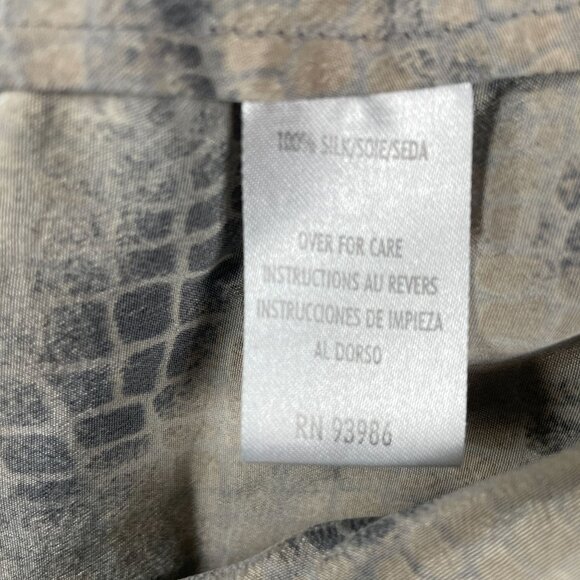 100% SILK/SOIE/SEDA
OVER FOR CARE
INSTRUCTIONS AU REVERS
INSTRUCCIONES DE IMPIEZA
AL DORSO
RN 93986